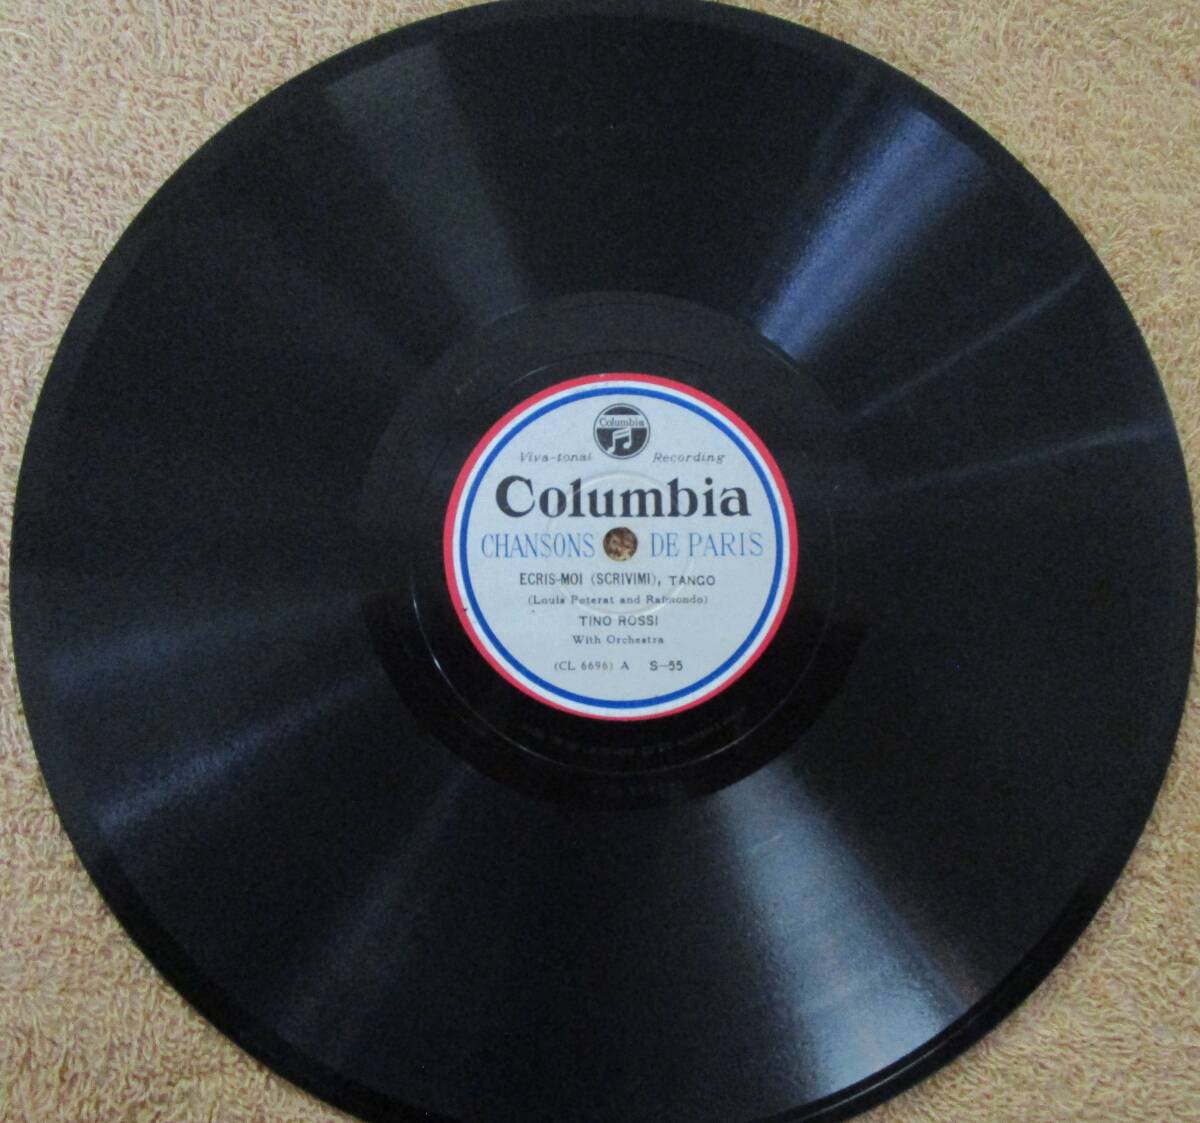 Columbia
Viva-tonal Recording
Columbia
CHANSONS DE PARIS
ECRIS-MOI (SCRIVIMI), TANGO
(Louis Poterat and Raimondo)
TINO ROSSI
With Orchestra
(CL 6696) A S-55